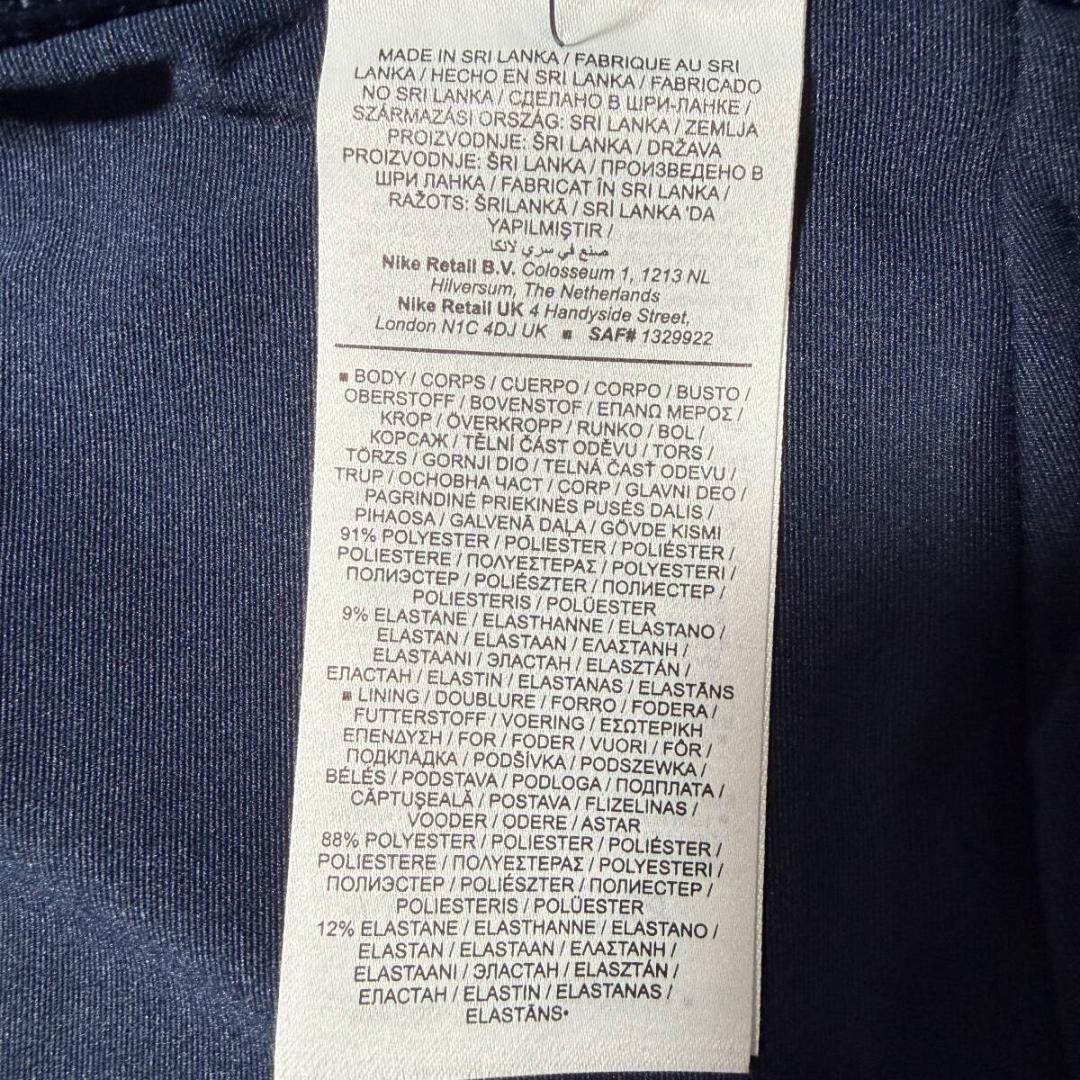 MADE IN SRI LANKA / FABRIQUE AU SRI
LANKA / HECHO EN SRI LANKA / FABRICADO
NO SRI LANKA / СДЕЛАНО В ШРИ-ЛАНКЕ /
SZÁRMAZÁSI ORSZÁG: SRI LANKA / ZEMLJA
PROIZVODNJE: ŠRI LANKA / DRŽAVA
PROIZVODNJE: ŠRI LANKA / ПРОИЗВЕДЕНО В
ШРИ ЛАНКА / FABRICAT ÎN SRI LANKA /
RAŽOTS: ŠRILANKĀ / SRİ LANKA 'DA
YAPILMIŞTIR /
صنع في سري لانكا
Nike Retail B.V. Colosseum 1, 1213 NL
Hilversum, The Netherlands
Nike Retail UK 4 Handyside Street,
London N1C 4DJ UK ■ SAF# 1329922
■ BODY / CORPS / CUERPO / CORPO / BUSTO /
OBERSTOFF / BOVENSTOF / ΕΠΑΝΩ ΜΕΡΟΣ /
KROP / ÖVERKROPP / RUNKO / BOL /
КОРСАЖ / TĚLNÍ ČÁST ODĚVU / TORS /
TÖRZS / GORNJI DIO / TELNÁ ČASŤ ODEVU /
TRUP / ОСНОВНА ЧАСТ / CORP / GLAVNI DEO /
PAGRINDINĖ PRIEKINĖS PUSĖS DALIS /
PIHAOSA / GALVENĀ DAĻA / GÖVDE KISMI
91% POLYESTER / POLIESTER / POLIÉSTER /
POLIESTERE / ΠΟΛΥΕΣΤΕΡΑΣ / POLYESTERI /
ПОЛИЭСТЕР / POLIÉSZTER / ПОЛИЕСТЕР /
POLIESTERIS / POLÜESTER
9% ELASTANE / ELASTHANNE / ELASTANO /
ELASTAN / ELASTAAN / ΕΛΑΣΤΑΝΗ /
ELASTAANI / ЭЛАСТАН / ELASZTÁN /
ЕЛАСТАН / ELASTIN / ELASTANAS / ELASTĀNS
■ LINING / DOUBLURE / FORRO / FODERA /
FUTTERSTOFF / VOERING / ΕΣΩΤΕΡΙΚΗ
ΕΠΕΝΔΥΣΗ / FOR / FODER / VUORI / FÔR /
ПОДКЛАДКА / PODŠÍVKA / PODSZEWKA /
BÉLÉS / PODSTAVA / PODLOGA / ПОДПЛАТА /
CĂPTUȘEALĂ / POSTAVA / FLIZELINAS /
VOODER / ODERE / ASTAR
88% POLYESTER / POLIESTER / POLIÉSTER /
POLIESTERE / ΠΟΛΥΕΣΤΕΡΑΣ / POLYESTERI /
ПОЛИЭСТЕР / POLIÉSZTER / ПОЛИЕСТЕР /
POLIESTERIS / POLÜESTER
12% ELASTANE / ELASTHANNE / ELASTANO /
ELASTAN / ELASTAAN / ΕΛΑΣΤΑΝΗ /
ELASTAANI / ЭЛАСТАН / ELASZTÁN /
ЕЛАСТАН / ELASTIN / ELASTANAS /
ELASTĀNS•